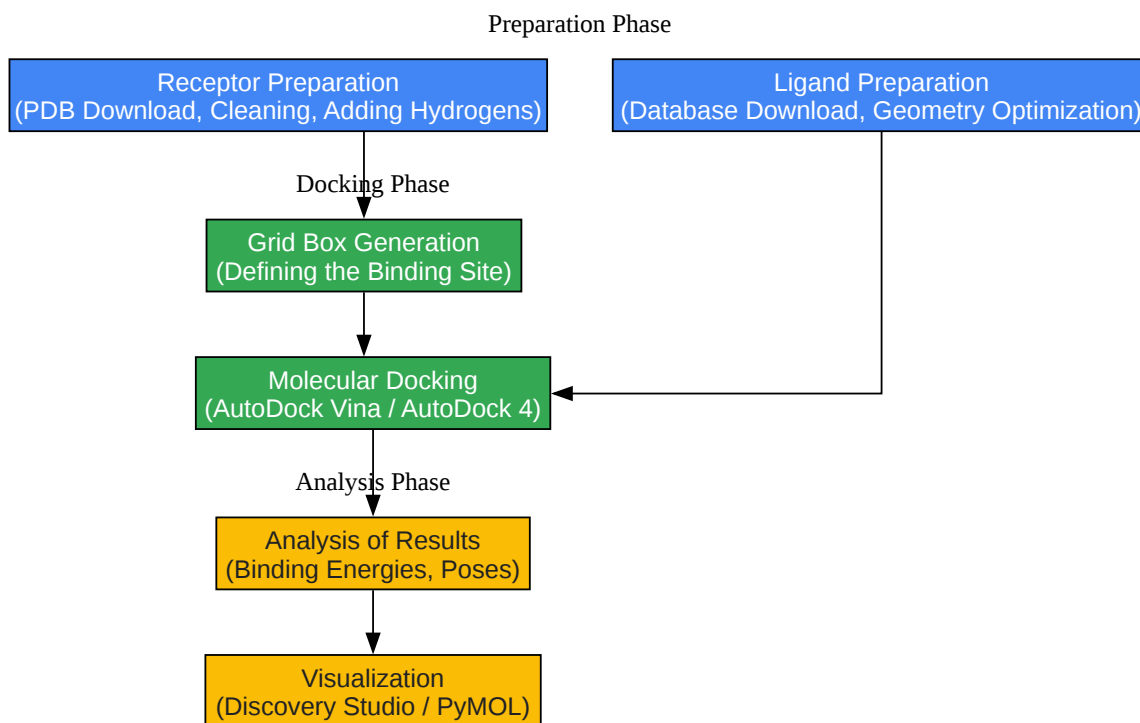 Preparation Phase
Receptor Preparation
(PDB Download, Cleaning, Adding Hydrogens)
Ligand Preparation
(Database Download, Geometry Optimization)
Docking Phase
Grid Box Generation
(Defining the Binding Site)
Molecular Docking
(AutoDock Vina / AutoDock 4)
Analysis Phase
Analysis of Results
(Binding Energies, Poses)
Visualization
(Discovery Studio / PyMOL)